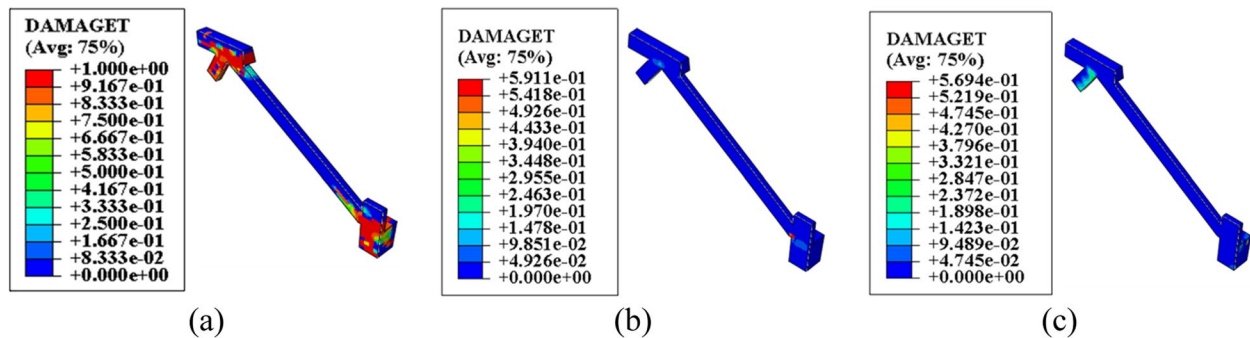 DAMAGET
(Avg: 75%)
+1.000e+00
+9.167e-01
+8.333e-01
+7.500e-01
+6.667e-01
+5.833e-01
+5.000e-01
+4.167e-01
+3.333e-01
+2.500e-01
+1.667e-01
+8.333e-02
+0.000e+00
(a)
DAMAGET
(Avg: 75%)
+5.911e-01
+5.418e-01
+4.926e-01
+4.433e-01
+3.940e-01
+3.448e-01
+2.955e-01
+2.463e-01
+1.970e-01
+1.478e-01
+9.851e-02
+4.926e-02
+0.000e+00
(b)
DAMAGET
(Avg: 75%)
+5.694e-01
+5.219e-01
+4.745e-01
+4.270e-01
+3.796e-01
+3.321e-01
+2.847e-01
+2.372e-01
+1.898e-01
+1.423e-01
+9.489e-02
+4.745e-02
+0.000e+00
(c)